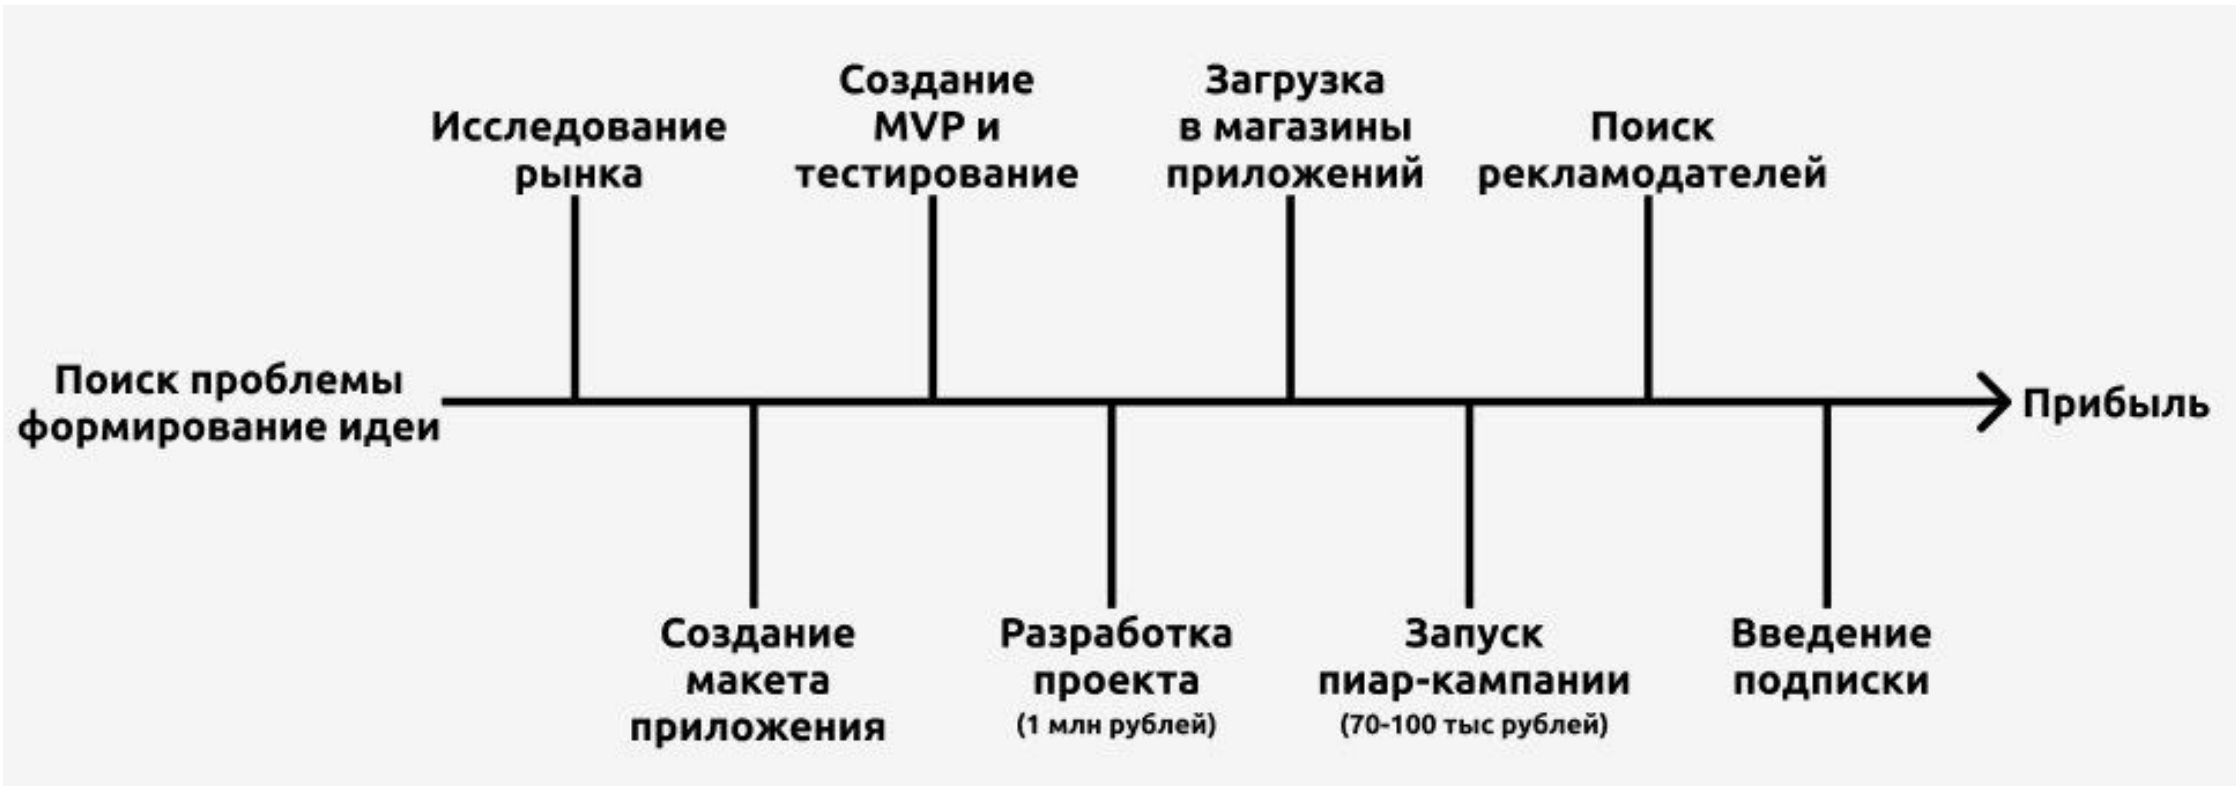 Поиск проблемы
формирование идеи
Исследование
рынка
Создание
макета
приложения
Создание
MVP и
тестирование
Разработка
проекта
(1 млн рублей)
Загрузка
в магазины
приложений
Запуск
пиар-кампании
(70-100 тыс рублей)
Поиск
рекламодателей
Введение
подписки
Прибыль